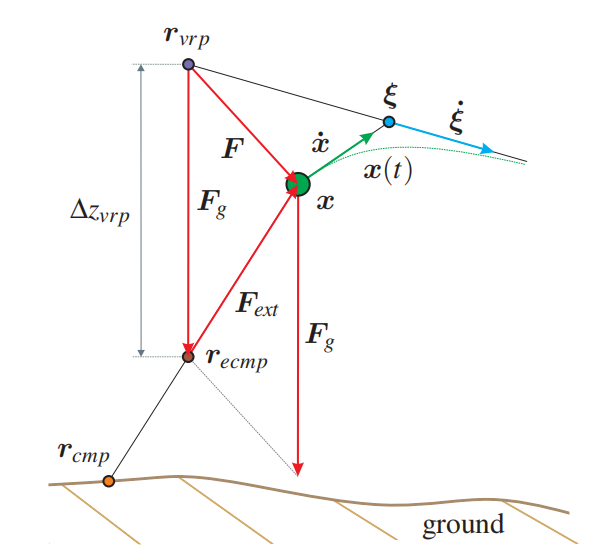 r_vrp
ξ
ξ̇
ẋ
F
x(t)
Δz_vrp
F_g
x
F_ext
F_g
r_ecmp
r_cmp
ground